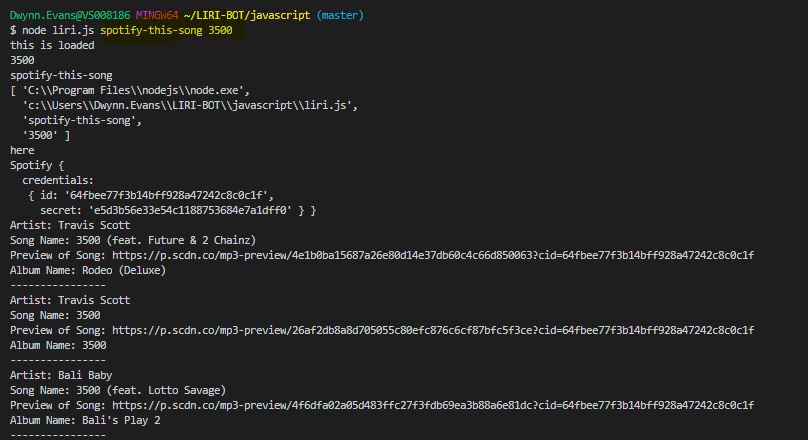 Dwynn.Evans@VS008186 MINGW64 ~/LIRI-BOT/javascript (master)
$ node liri.js spotify-this-song 3500
this is loaded
3500
spotify-this-song
[ 'C:\\Program Files\\nodejs\\node.exe',
  'c:\\Users\\Dwynn.Evans\\LIRI-BOT\\javascript\\liri.js',
  'spotify-this-song',
  '3500' ]
here
Spotify {
  credentials:
   { id: '64fbee77f3b14bff928a47242c8c0c1f',
     secret: 'e5d3b56e33e54c1188753684e7a1dff0' } }
Artist: Travis Scott
Song Name: 3500 (feat. Future & 2 Chainz)
Preview of Song: https://p.scdn.co/mp3-preview/4e1b0ba15687a26e80d14e37db60c4c66d850063?cid=64fbee77f3b14bff928a47242c8c0c1f
Album Name: Rodeo (Deluxe)
----------------
Artist: Travis Scott
Song Name: 3500
Preview of Song: https://p.scdn.co/mp3-preview/26af2db8a8d705055c80efc876c6cf87bfc5f3ce?cid=64fbee77f3b14bff928a47242c8c0c1f
Album Name: 3500
----------------
Artist: Bali Baby
Song Name: 3500 (feat. Lotto Savage)
Preview of Song: https://p.scdn.co/mp3-preview/4f6dfa02a05d483ffc27f3fdb69ea3b88a6e81dc?cid=64fbee77f3b14bff928a47242c8c0c1f
Album Name: Bali's Play 2
----------------